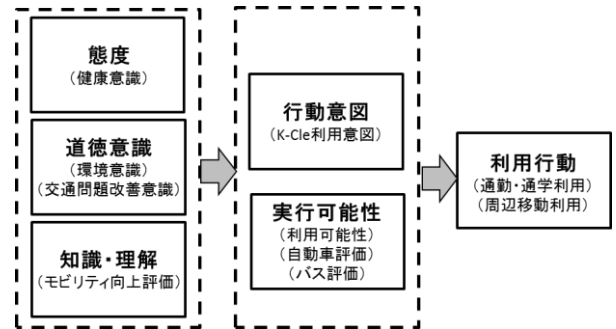 態度
(健康意識)
道徳意識
(環境意識)
(交通問題改善意識)
知識・理解
(モビリティ向上評価)
行動意図
(K-Cle利用意図)
実行可能性
(利用可能性)
(自動車評価)
(バス評価)
利用行動
(通勤・通学利用)
(周辺移動利用)